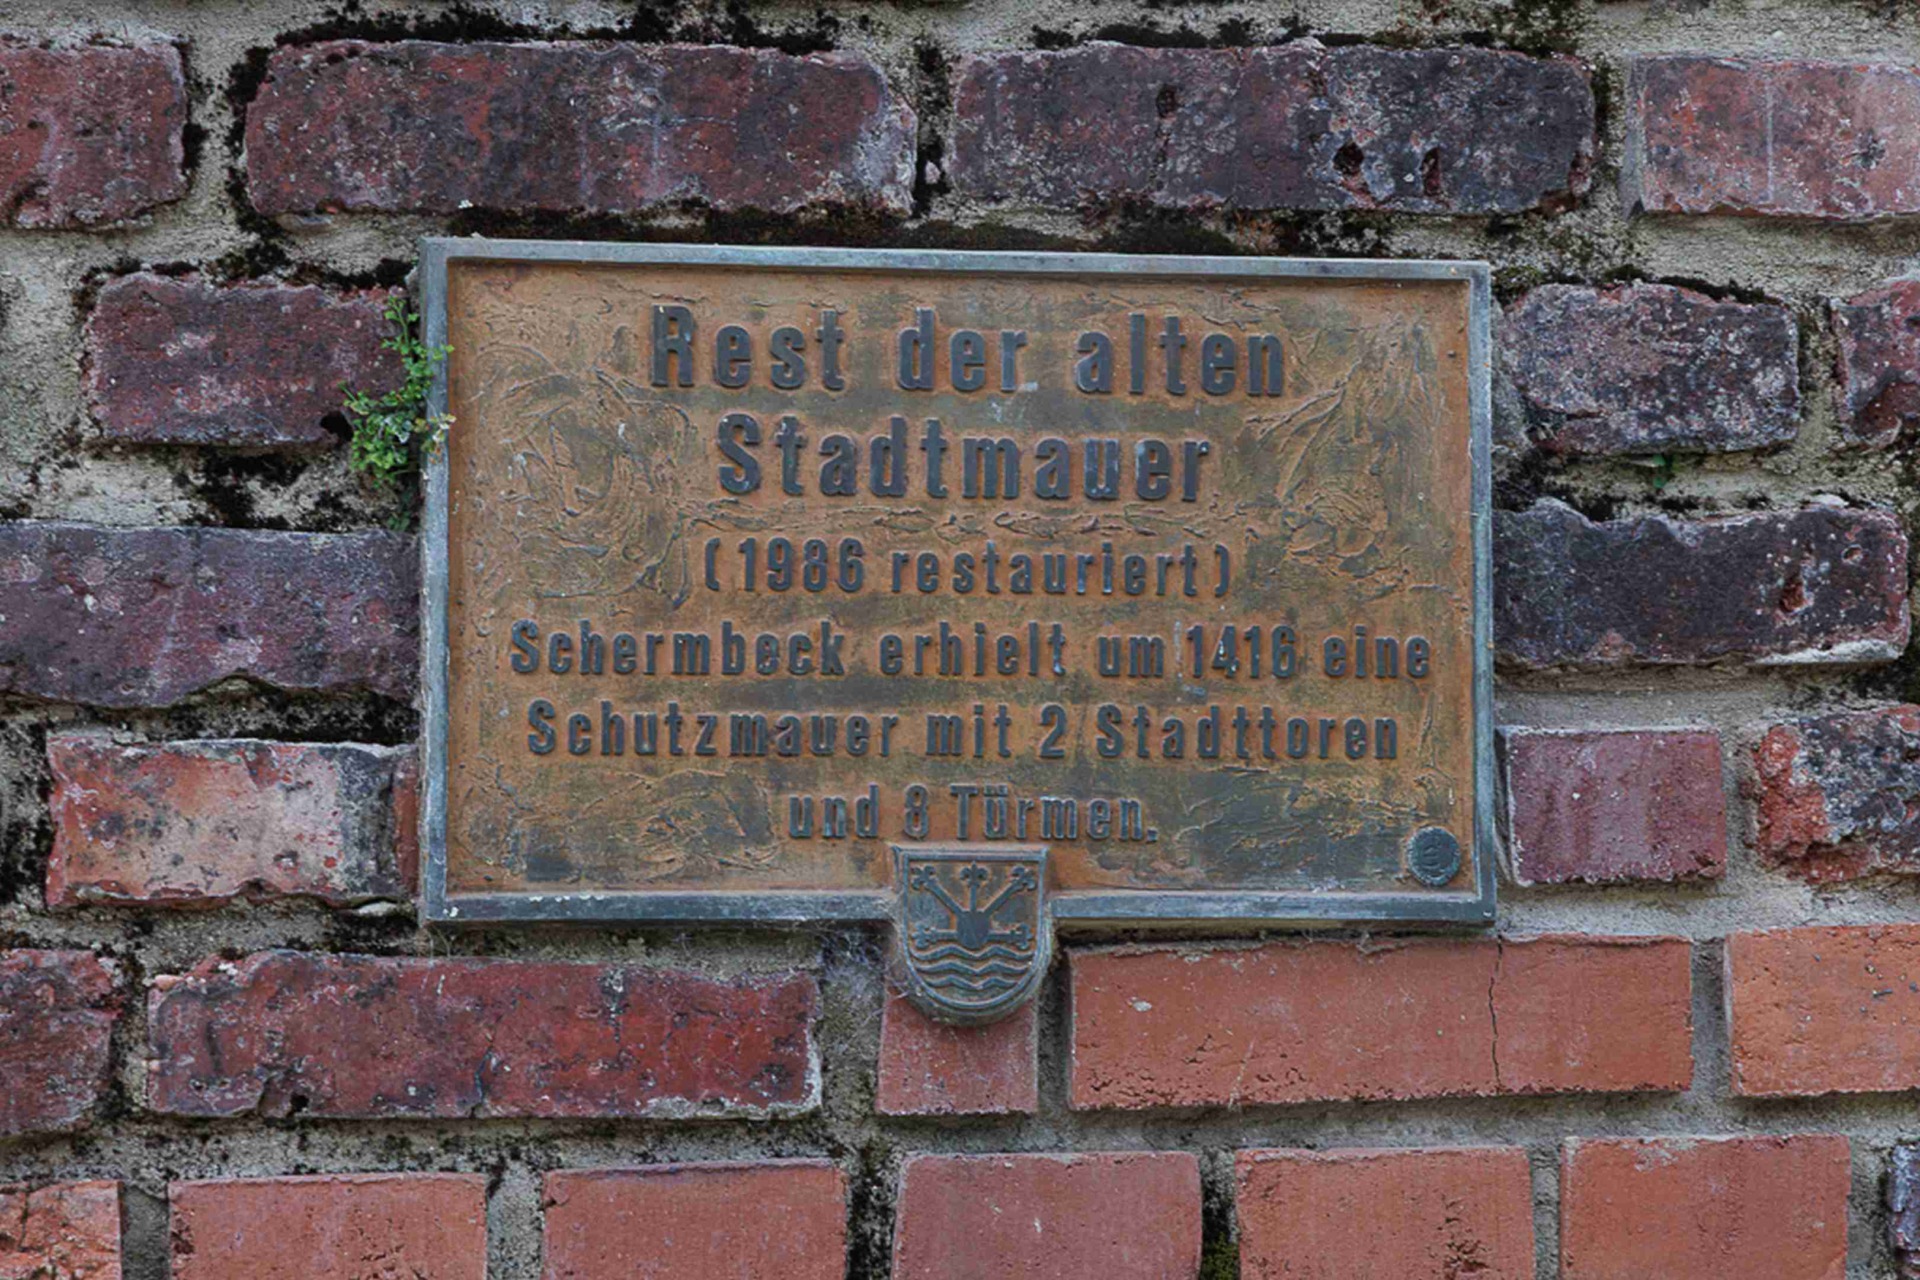 Rest der alten
Stadtmauer
(1986 restauriert)
Schermbeck erhielt um 1416 eine
Schutzmauer mit 2 Stadttoren
und 8 Türmen.